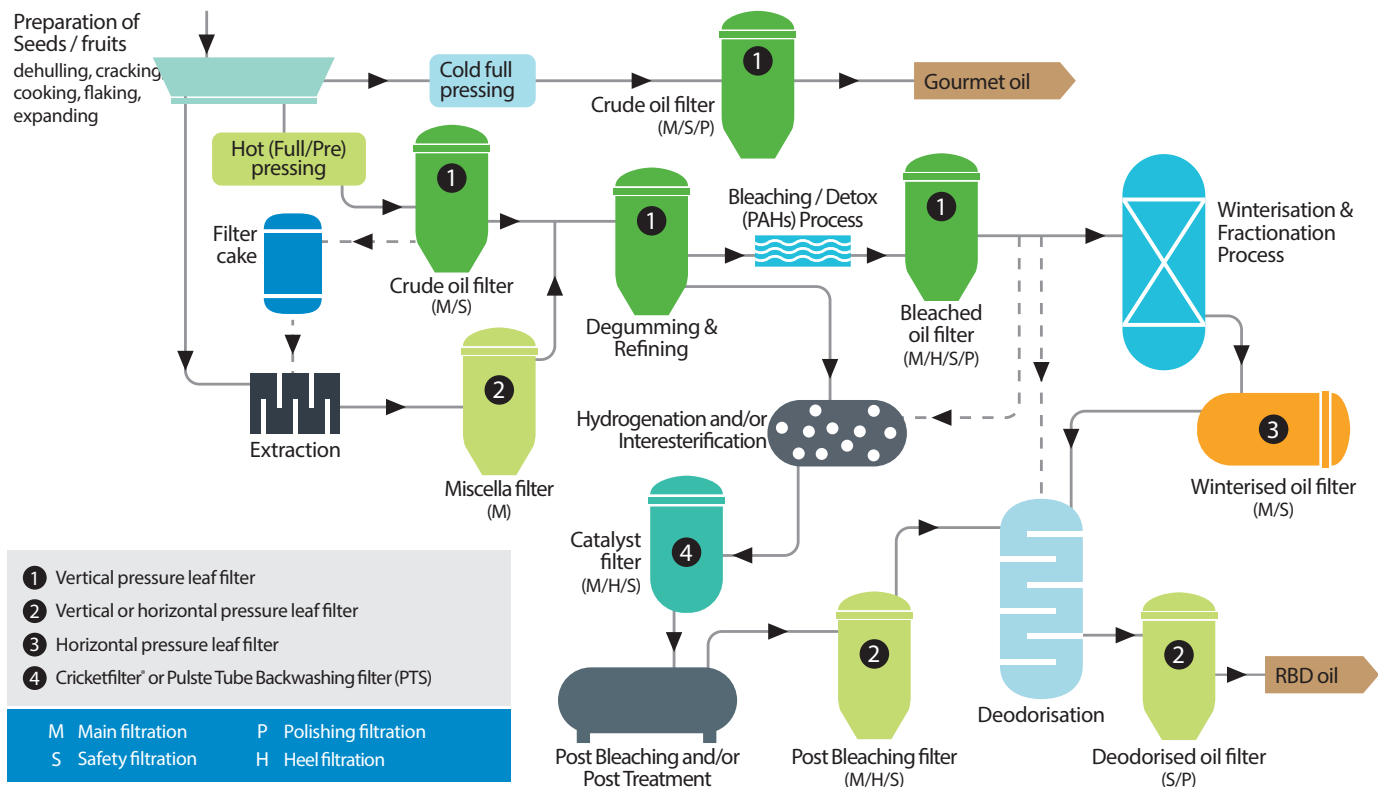 Preparation of
Seeds / fruits
dehulling, cracking,
cooking, flaking,
expanding
Cold full
pressing
1
Crude oil filter
(M/S/P)
Gourmet oil
Hot (Full/Pre)
pressing
1
Crude oil filter
(M/S)
Filter
cake
Extraction
2
Miscella filter
(M)
1
Degumming &
Refining
Bleaching / Detox
(PAHs) Process
1
Bleached
oil filter
(M/H/S/P)
Winterisation &
Fractionation
Process
3
Winterised oil filter
(M/S)
Hydrogenation and/or
Interesterification
Catalyst
filter
(M/H/S)
4
Post Bleaching and/or
Post Treatment
2
Post Bleaching filter
(M/H/S)
Deodorisation
2
Deodorised oil filter
(S/P)
RBD oil
1 Vertical pressure leaf filter
2 Vertical or horizontal pressure leaf filter
3 Horizontal pressure leaf filter
4 Cricketfilter® or Pulste Tube Backwashing filter (PTS)
M Main filtration P Polishing filtration
S Safety filtration H Heel filtration